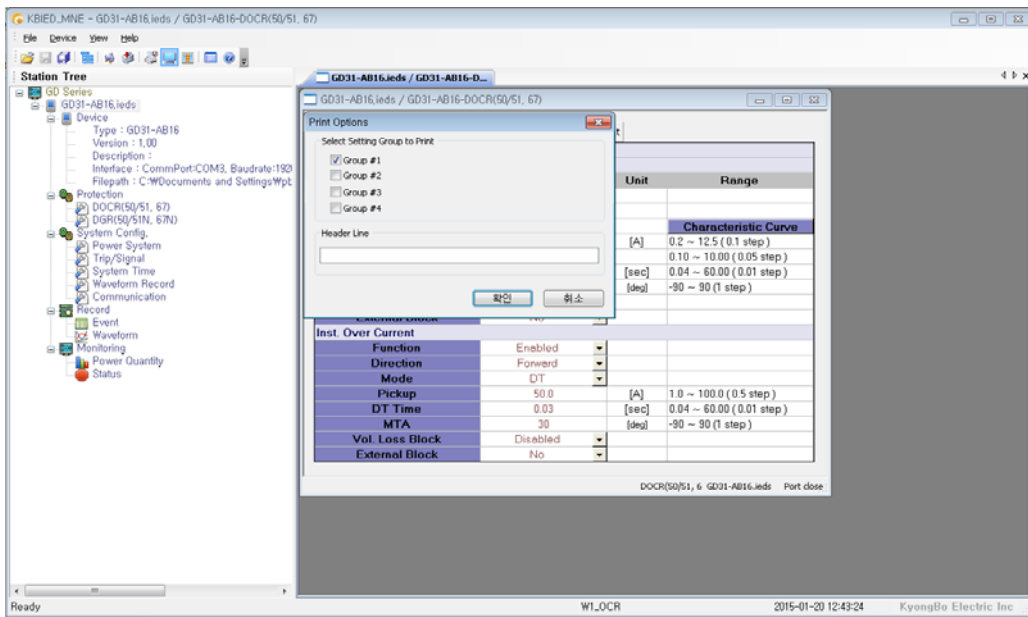 KBIED_MNE - GD31-AB16.ieds / GD31-AB16-DOCR(50/51, 67)
File Device View Help
Station Tree
GD Series
GD31-AB16.ieds
Device
Type : GD31-AB16
Version : 1.00
Description :
Interface : CommPort:COM3, Baudrate:192
Filepath : C:₩Documents and Settings₩pt
Protection
DOCR(50/51, 67)
DGR(50/51N, 67N)
System Config.
Power System
Trip/Signal
System Time
Waveform Record
Communication
Record
Event
Waveform
Monitoring
Power Quantity
Status
GD31-AB16.ieds / GD31-AB16-D...
GD31-AB16.ieds / GD31-AB16-DOCR(50/51, 67)
Print Options
Select Setting Group to Print
Group #1
Group #2
Group #3
Group #4
Header Line
확인 취소
Unit Range
Characteristic Curve
[A] 0.2 ~ 12.5 ( 0.1 step )
0.10 ~ 10.00 ( 0.05 step )
[sec] 0.04 ~ 60.00 ( 0.01 step )
[deg] -90 ~ 90 (1 step )
External Block No
Inst. Over Current
Function Enabled
Direction Forward
Mode DT
Pickup 50.0 [A] 1.0 ~ 100.0 ( 0.5 step )
DT Time 0.03 [sec] 0.04 ~ 60.00 ( 0.01 step )
MTA 30 [deg] -90 ~ 90 (1 step )
Vol. Loss Block Disabled
External Block No
DOCR(50/51, 6 GD31-AB16.ieds Port close
Ready W1_OCR 2015-01-20 12:43:24 KyongBo Electric Inc